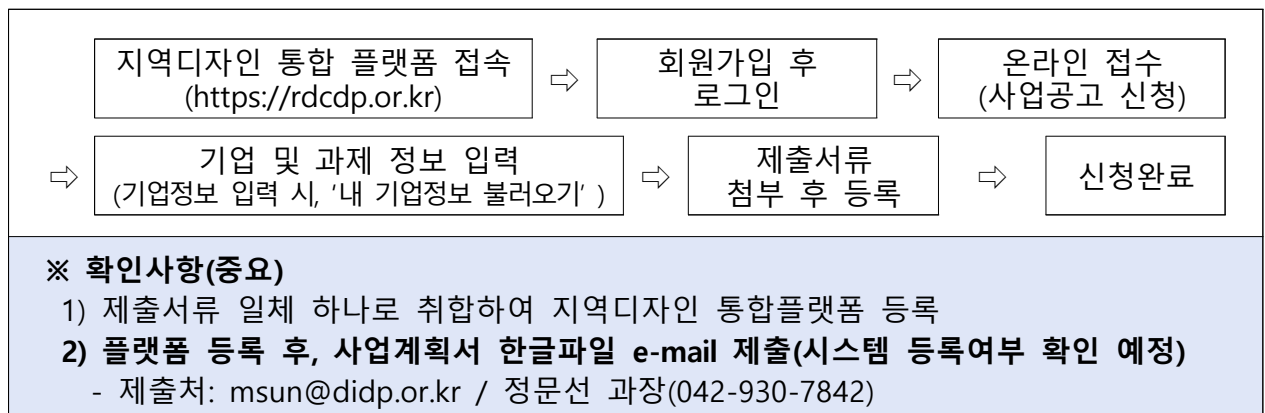 지역디자인 통합 플랫폼 접속
(https://rdcdp.or.kr)
⇨
회원가입 후
로그인
⇨
온라인 접수
(사업공고 신청)
⇨
기업 및 과제 정보 입력
(기업정보 입력 시, '내 기업정보 불러오기' )
⇨
제출서류
첨부 후 등록
⇨
신청완료
※ 확인사항(중요)
1) 제출서류 일체 하나로 취합하여 지역디자인 통합플랫폼 등록
2) 플랫폼 등록 후, 사업계획서 한글파일 e-mail 제출(시스템 등록여부 확인 예정)
- 제출처: msun@didp.or.kr / 정문선 과장(042-930-7842)